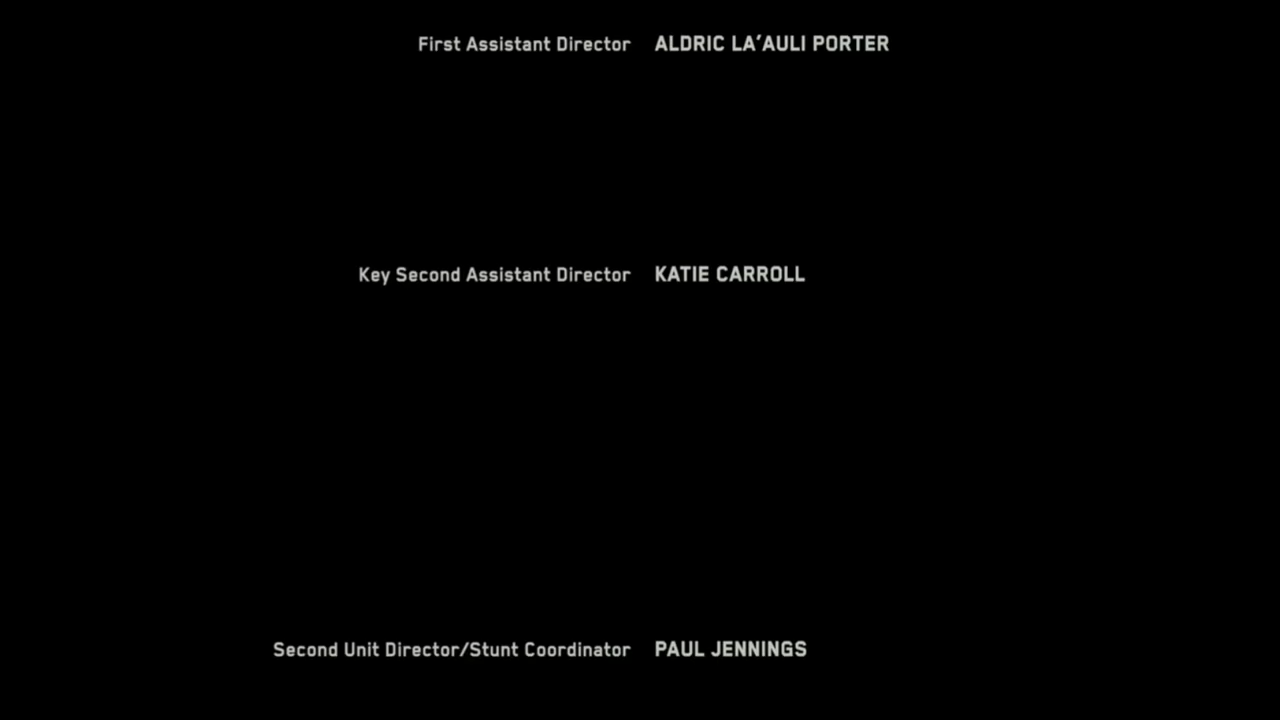 First Assistant Director ALDRIC LA'AULI PORTER
Key Second Assistant Director KATIE CARROLL
Second Unit Director/Stunt Coordinator PAUL JENNINGS